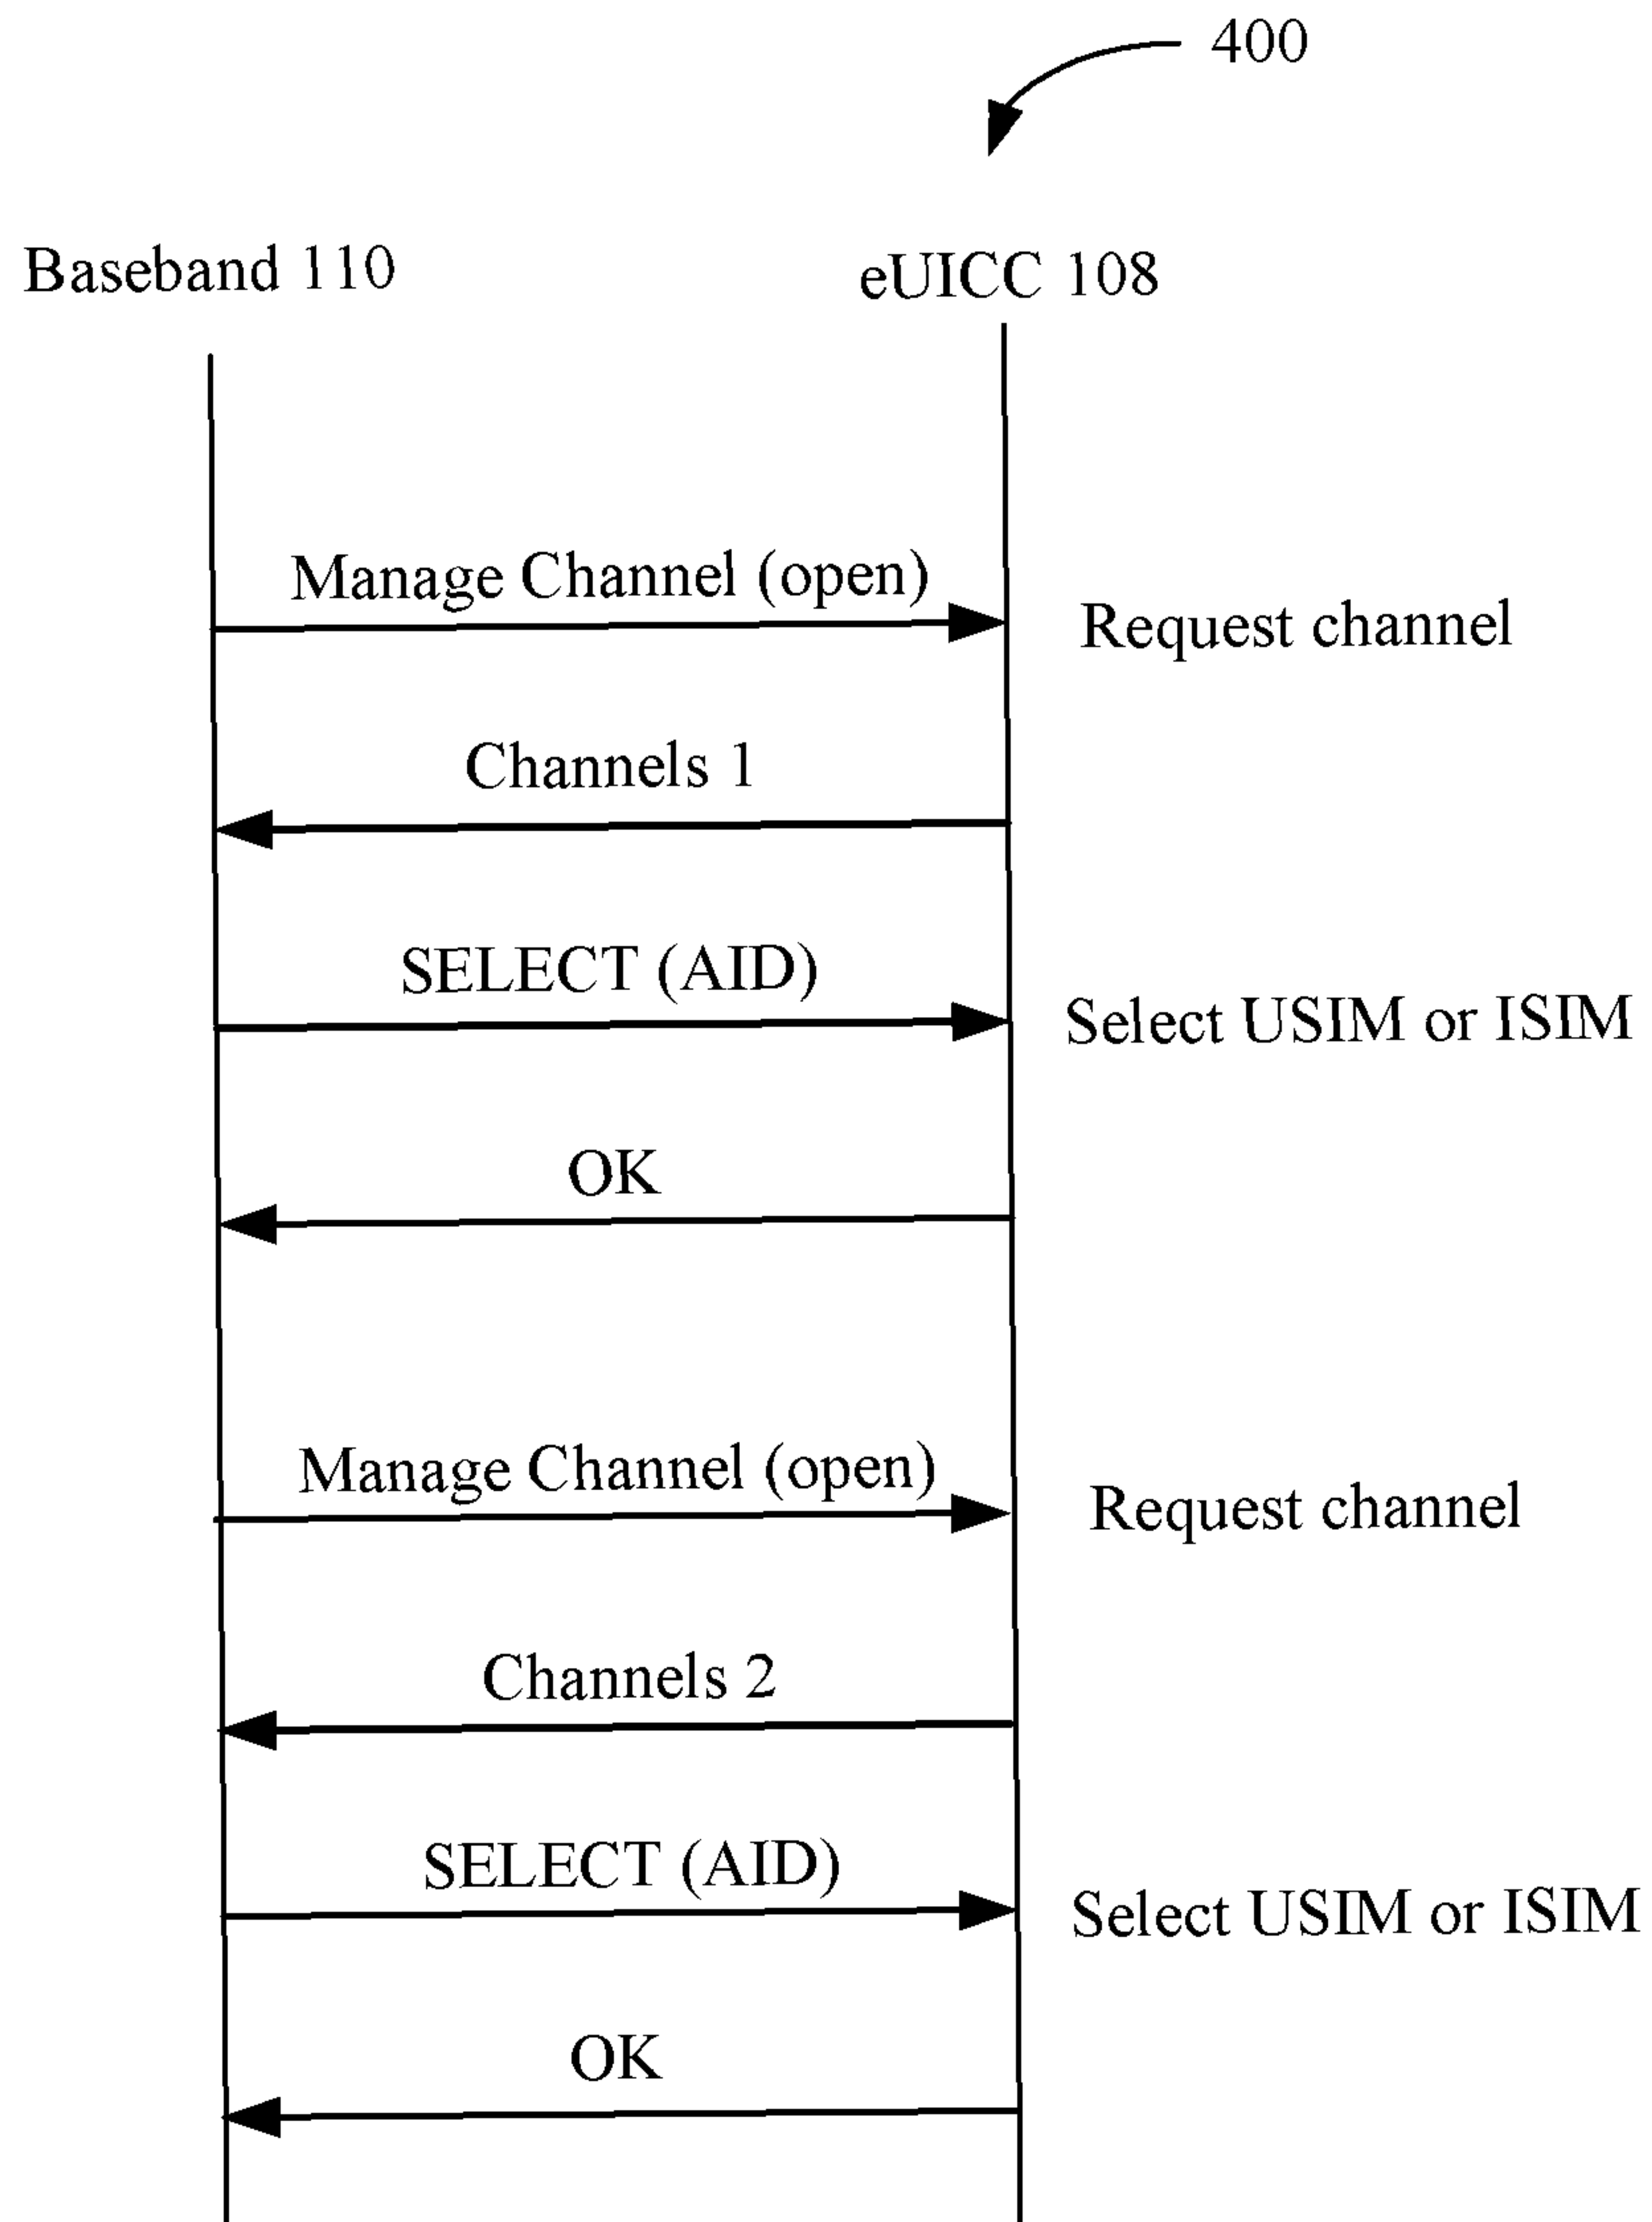 400
Baseband 110
eUICC 108
Manage Channel (open)
Request channel
Channels 1
SELECT (AID)
Select USIM or ISIM
OK
Manage Channel (open)
Request channel
Channels 2
SELECT (AID)
Select USIM or ISIM
OK